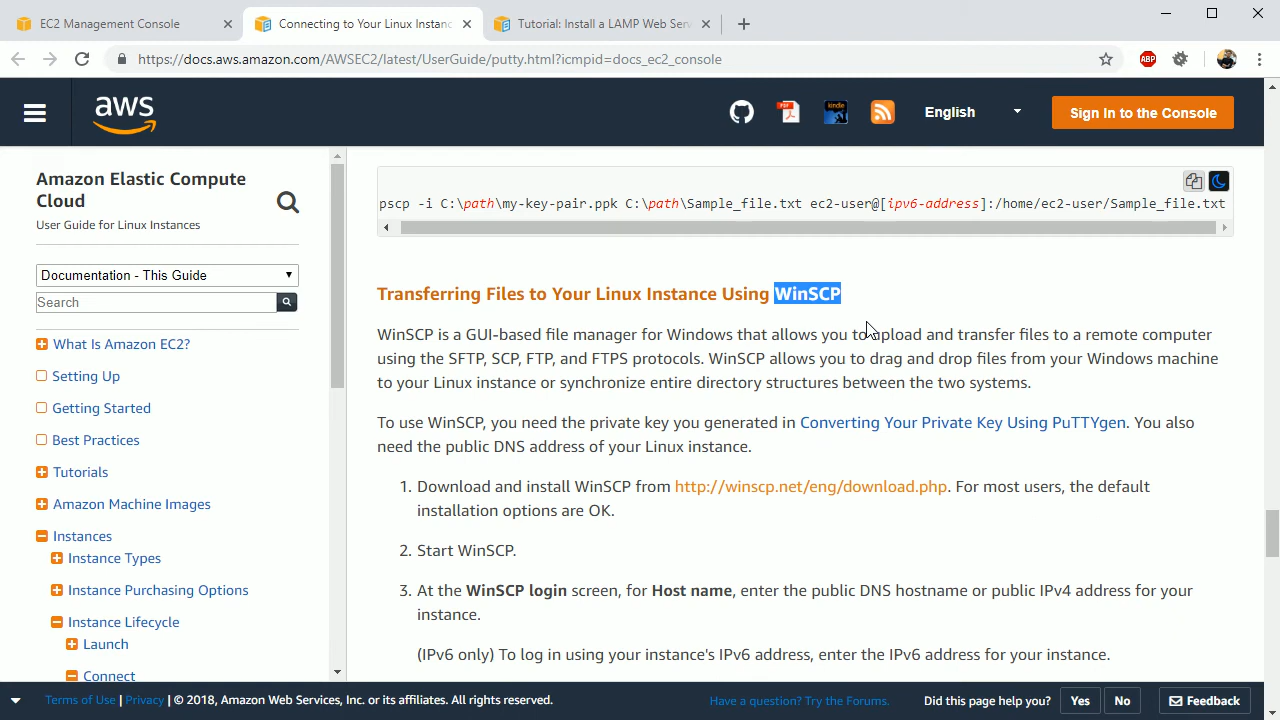 EC2 Management Console
Connecting to Your Linux Instanc
Tutorial: Install a LAMP Web Serv
https://docs.aws.amazon.com/AWSEC2/latest/UserGuide/putty.html?icmpid=docs_ec2_console
ABP
aws
PDF
kindle
English
Sign In to the Console
Amazon Elastic Compute
Cloud
User Guide for Linux Instances
Documentation - This Guide
Search
What Is Amazon EC2?
Setting Up
Getting Started
Best Practices
Tutorials
Amazon Machine Images
Instances
Instance Types
Instance Purchasing Options
Instance Lifecycle
Launch
Connect
pscp -i C:\path\my-key-pair.ppk C:\path\Sample_file.txt ec2-user@[ipv6-address]:/home/ec2-user/Sample_file.txt
Transferring Files to Your Linux Instance Using WinSCP
WinSCP is a GUI-based file manager for Windows that allows you to upload and transfer files to a remote computer
using the SFTP, SCP, FTP, and FTPS protocols. WinSCP allows you to drag and drop files from your Windows machine
to your Linux instance or synchronize entire directory structures between the two systems.
To use WinSCP, you need the private key you generated in Converting Your Private Key Using PuTTYgen. You also
need the public DNS address of your Linux instance.
1. Download and install WinSCP from http://winscp.net/eng/download.php. For most users, the default
installation options are OK.
2. Start WinSCP.
3. At the WinSCP login screen, for Host name, enter the public DNS hostname or public IPv4 address for your
instance.
(IPv6 only) To log in using your instance's IPv6 address, enter the IPv6 address for your instance.
Terms of Use | Privacy | © 2018, Amazon Web Services, Inc. or its affiliates. All rights reserved.
Have a question? Try the Forums.
Did this page help you?
Yes
No
Feedback